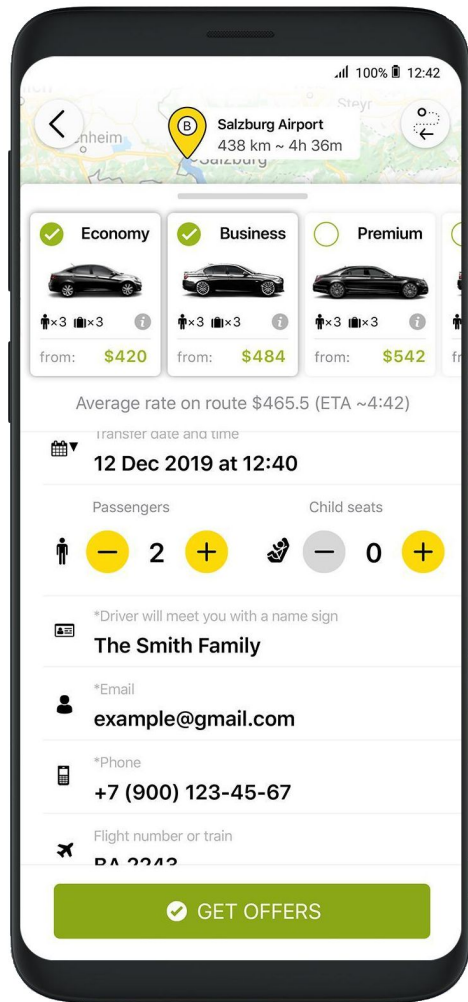 100% 12:42
Steyr
B
Salzburg Airport
438 km ~ 4h 36m
nheim
Salzburg
Economy
Business
Premium
×3 ×3
×3 ×3
×3 ×3
from: $420
from: $484
from: $542
fr
Average rate on route $465.5 (ETA ~4:42)
Transfer date and time
12 Dec 2019 at 12:40
Passengers
Child seats
2
0
*Driver will meet you with a name sign
The Smith Family
*Email
example@gmail.com
*Phone
+7 (900) 123-45-67
Flight number or train
BA 2243
GET OFFERS